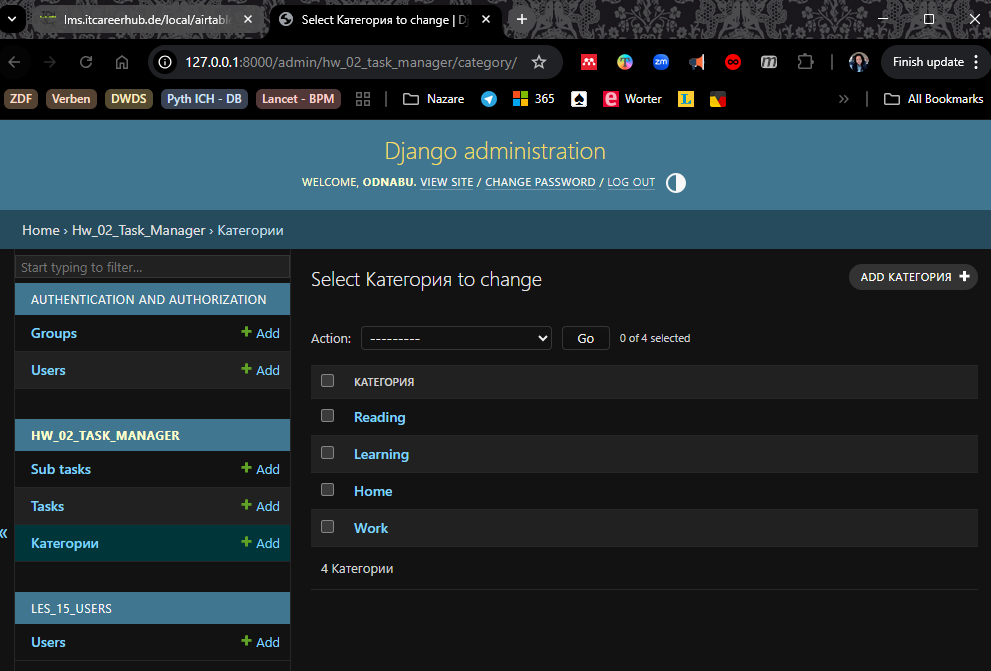 lms.itcareerhub.de/local/airtabl
Select Категория to change | D
127.0.0.1:8000/admin/hw_02_task_manager/category/
Finish update
ZDF Verben DWDS Pyth ICH - DB Lancet - BPM Nazare 365 Worter All Bookmarks
Django administration
WELCOME, ODNABU. VIEW SITE / CHANGE PASSWORD / LOG OUT
Home › Hw_02_Task_Manager › Категории
Start typing to filter...
AUTHENTICATION AND AUTHORIZATION
Groups + Add
Users + Add
HW_02_TASK_MANAGER
Sub tasks + Add
Tasks + Add
Категории + Add
LES_15_USERS
Users + Add
«
Select Категория to change
ADD КАТЕГОРИЯ +
Action: --------- Go 0 of 4 selected
КАТЕГОРИЯ
Reading
Learning
Home
Work
4 Категории